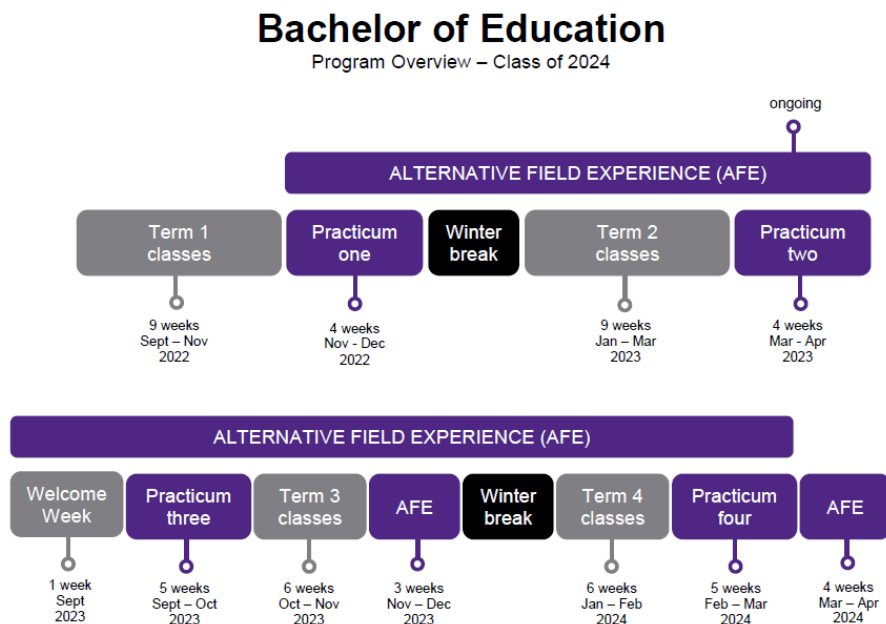 Bachelor of Education
Program Overview – Class of 2024
ongoing
ALTERNATIVE FIELD EXPERIENCE (AFE)
Term 1
classes
Practicum
one
Winter
break
Term 2
classes
Practicum
two
9 weeks
Sept – Nov
2022
4 weeks
Nov - Dec
2022
9 weeks
Jan – Mar
2023
4 weeks
Mar - Apr
2023
ALTERNATIVE FIELD EXPERIENCE (AFE)
Welcome
Week
Practicum
three
Term 3
classes
AFE
Winter
break
Term 4
classes
Practicum
four
AFE
1 week
Sept
2023
5 weeks
Sept – Oct
2023
6 weeks
Oct – Nov
2023
3 weeks
Nov – Dec
2023
6 weeks
Jan – Feb
2024
5 weeks
Feb – Mar
2024
4 weeks
Mar – Apr
2024